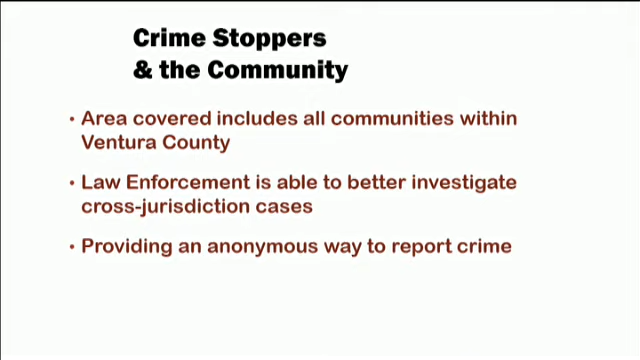 Crime Stoppers
& the Community
• Area covered includes all communities within
Ventura County
• Law Enforcement is able to better investigate
cross-jurisdiction cases
• Providing an anonymous way to report crime